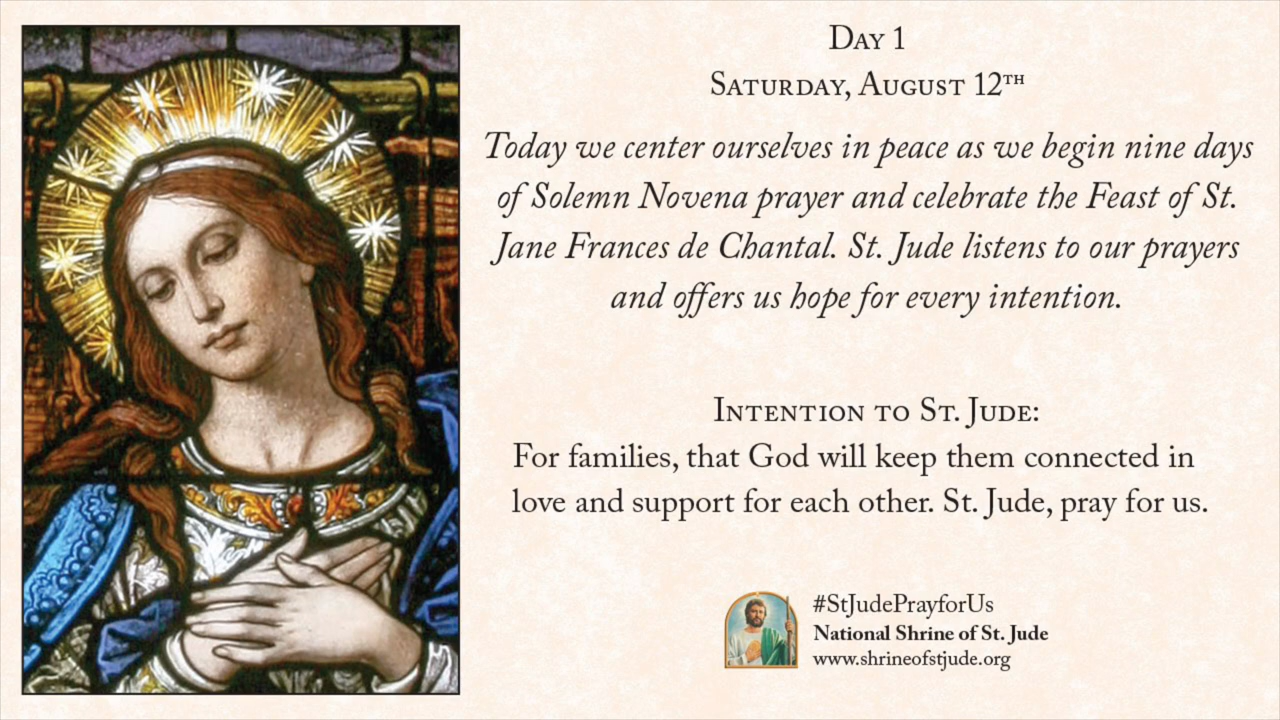 Day 1
Saturday, August 12th
Today we center ourselves in peace as we begin nine days
of Solemn Novena prayer and celebrate the Feast of St.
Jane Frances de Chantal. St. Jude listens to our prayers
and offers us hope for every intention.
Intention to St. Jude:
For families, that God will keep them connected in
love and support for each other. St. Jude, pray for us.
#StJudePrayforUs
National Shrine of St. Jude
www.shrineofstjude.org